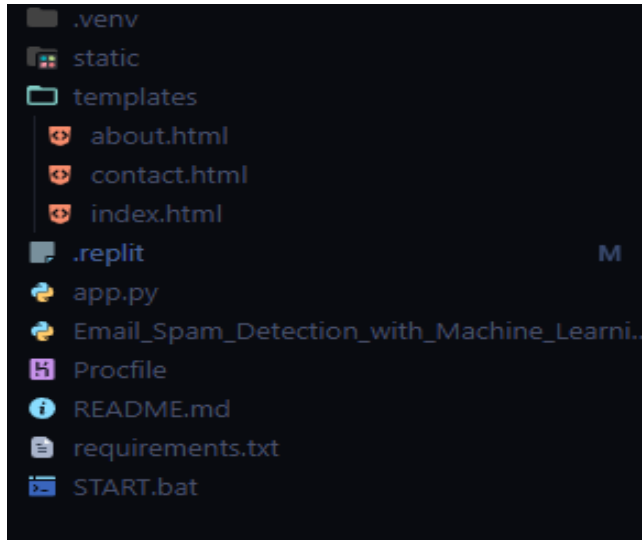 .venv
static
templates
about.html
contact.html
index.html
.replit M
app.py
Email_Spam_Detection_with_Machine_Learni..
Procfile
README.md
requirements.txt
START.bat